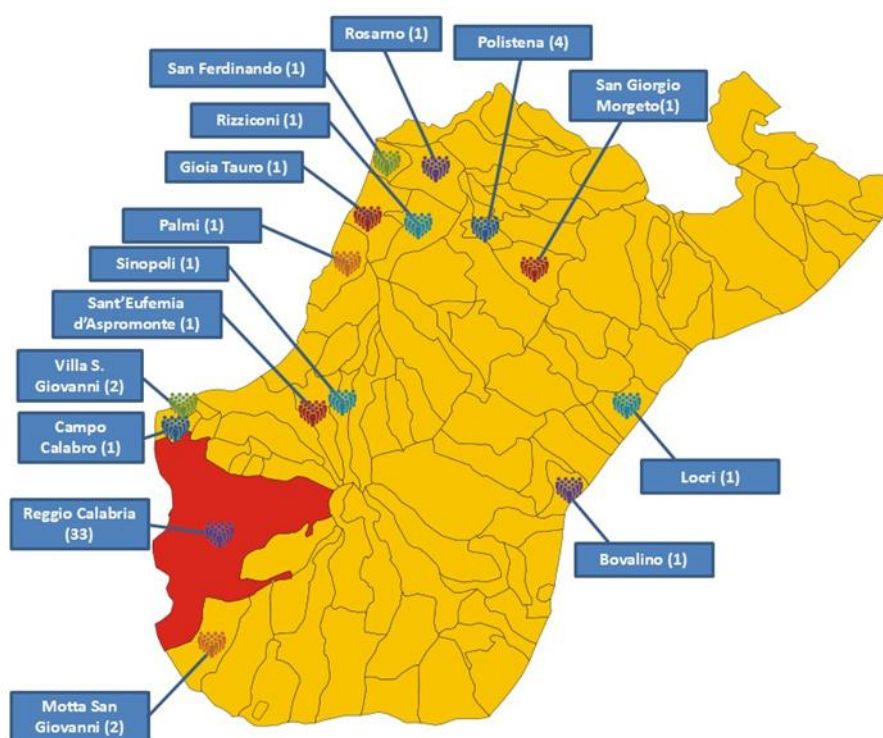 Rosarno (1)
Polistena (4)
San Ferdinando (1)
San Giorgio
Morgeto(1)
Rizziconi (1)
Gioia Tauro (1)
Palmi (1)
Sinopoli (1)
Sant'Eufemia
d'Aspromonte (1)
Villa S.
Giovanni (2)
Campo
Calabro (1)
Locri (1)
Reggio Calabria
(33)
Bovalino (1)
Motta San
Giovanni (2)